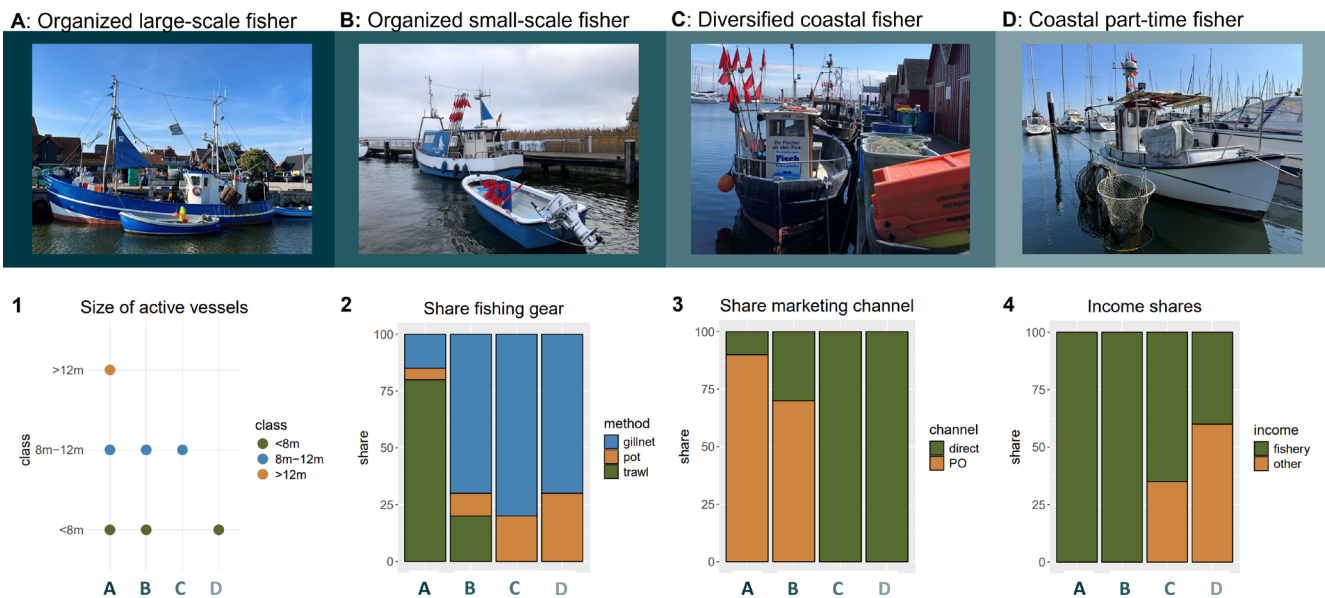 A: Organized large-scale fisher
B: Organized small-scale fisher
C: Diversified coastal fisher
D: Coastal part-time fisher
Fisch
1 Size of active vessels
>12m
8m−12m
<8m
class
A B C D
class
<8m
8m−12m
>12m
2 Share fishing gear
100
75
50
25
0
share
A B C D
method
gillnet
pot
trawl
3 Share marketing channel
100
75
50
25
0
share
A B C D
channel
direct
PO
4 Income shares
100
75
50
25
0
share
A B C D
income
fishery
other